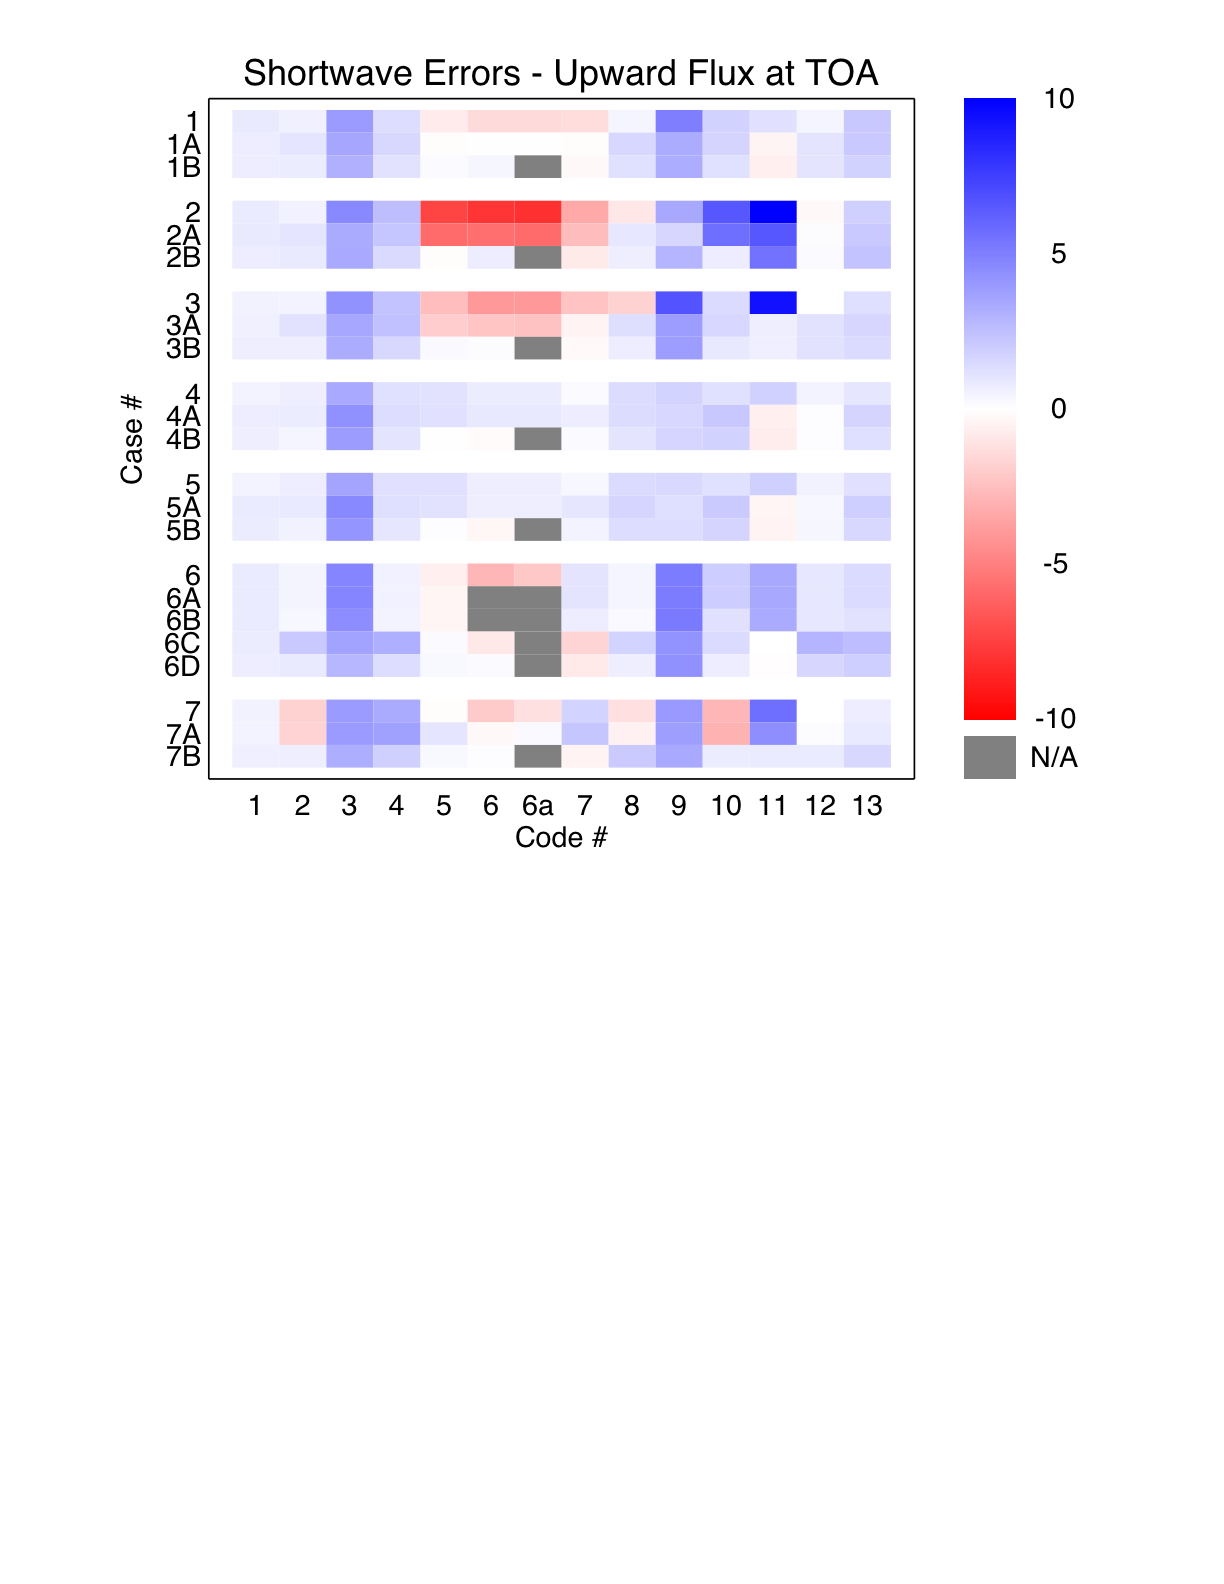 Shortwave Errors - Upward Flux at TOA
1
1A
1B
2
2A
2B
3
3A
3B
4
4A
4B
5
5A
5B
6
6A
6B
6C
6D
7
7A
7B
Case #
1 2 3 4 5 6 6a 7 8 9 10 11 12 13
Code #
10
5
0
-5
-10
N/A